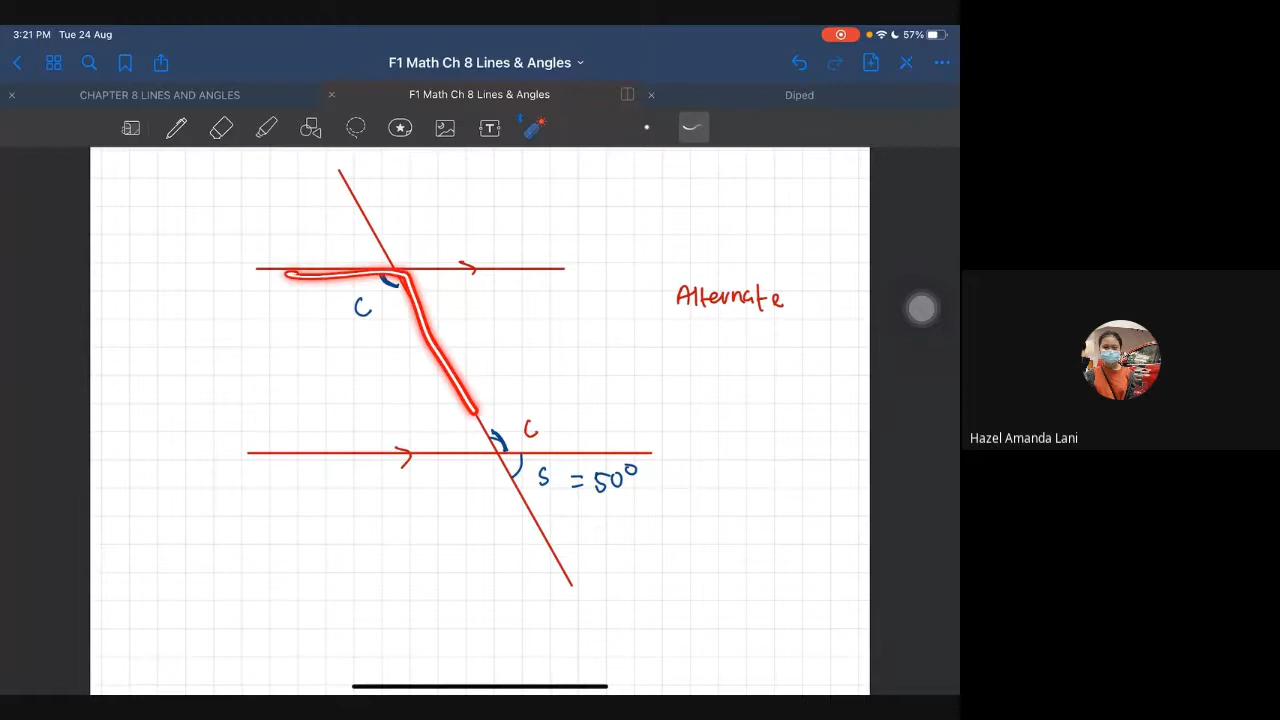 3:21 PM Tue 24 Aug
57%
F1 Math Ch 8 Lines & Angles
CHAPTER 8 LINES AND ANGLES
F1 Math Ch 8 Lines & Angles
Diped
T
Alternate
C
C
S = 50°
Hazel Amanda Lani